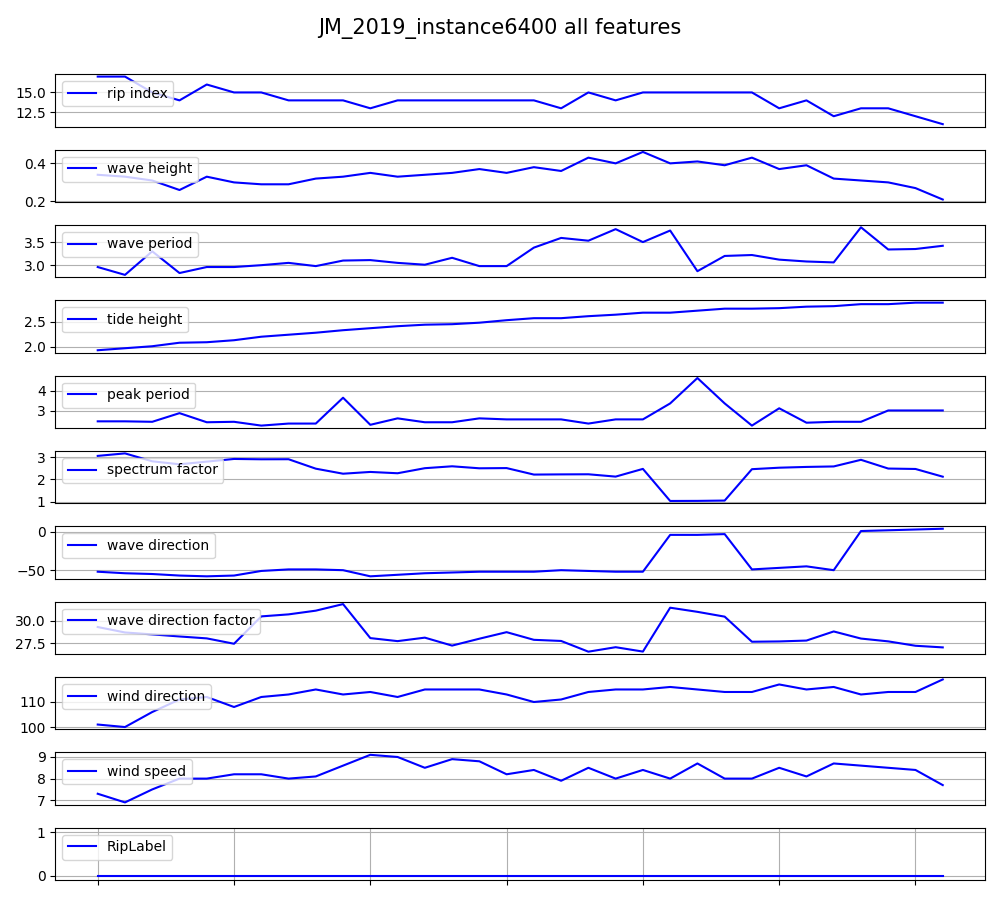 JM_2019_instance6400 all features
15.0
12.5
rip index
0.4
0.2
wave height
3.5
3.0
wave period
2.5
2.0
tide height
4
3
peak period
3
2
1
spectrum factor
0
−50
wave direction
30.0
27.5
wave direction factor
110
100
wind direction
9
8
7
wind speed
1
0
RipLabel